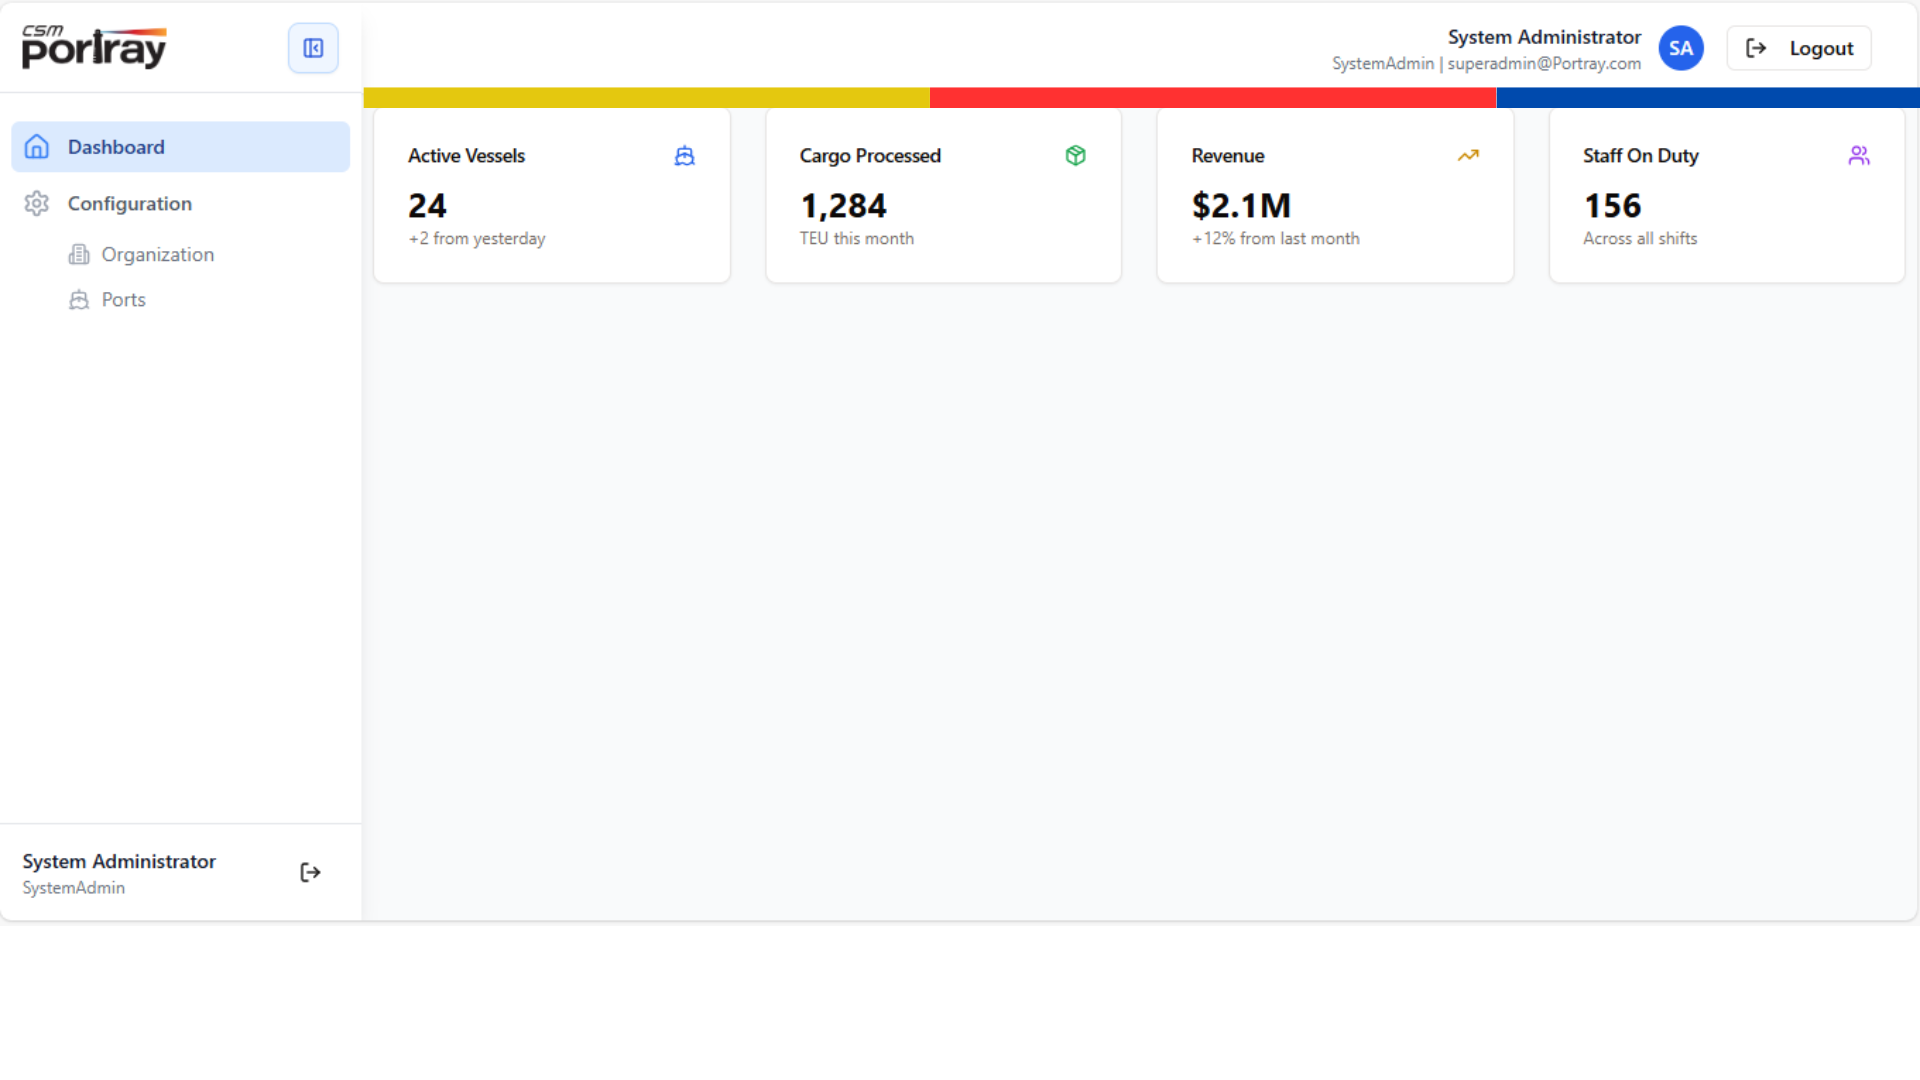 csm
portray
System Administrator
SystemAdmin | superadmin@Portray.com
SA
Logout
Dashboard
Configuration
Organization
Ports
Active Vessels
24
+2 from yesterday
Cargo Processed
1,284
TEU this month
Revenue
$2.1M
+12% from last month
Staff On Duty
156
Across all shifts
System Administrator
SystemAdmin